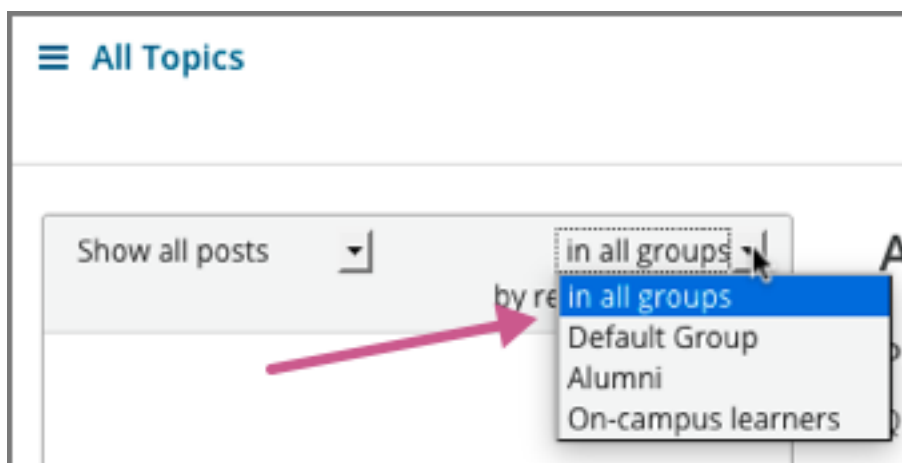 All Topics
Show all posts
in all groups
by re
in all groups
Default Group
Alumni
On-campus learners